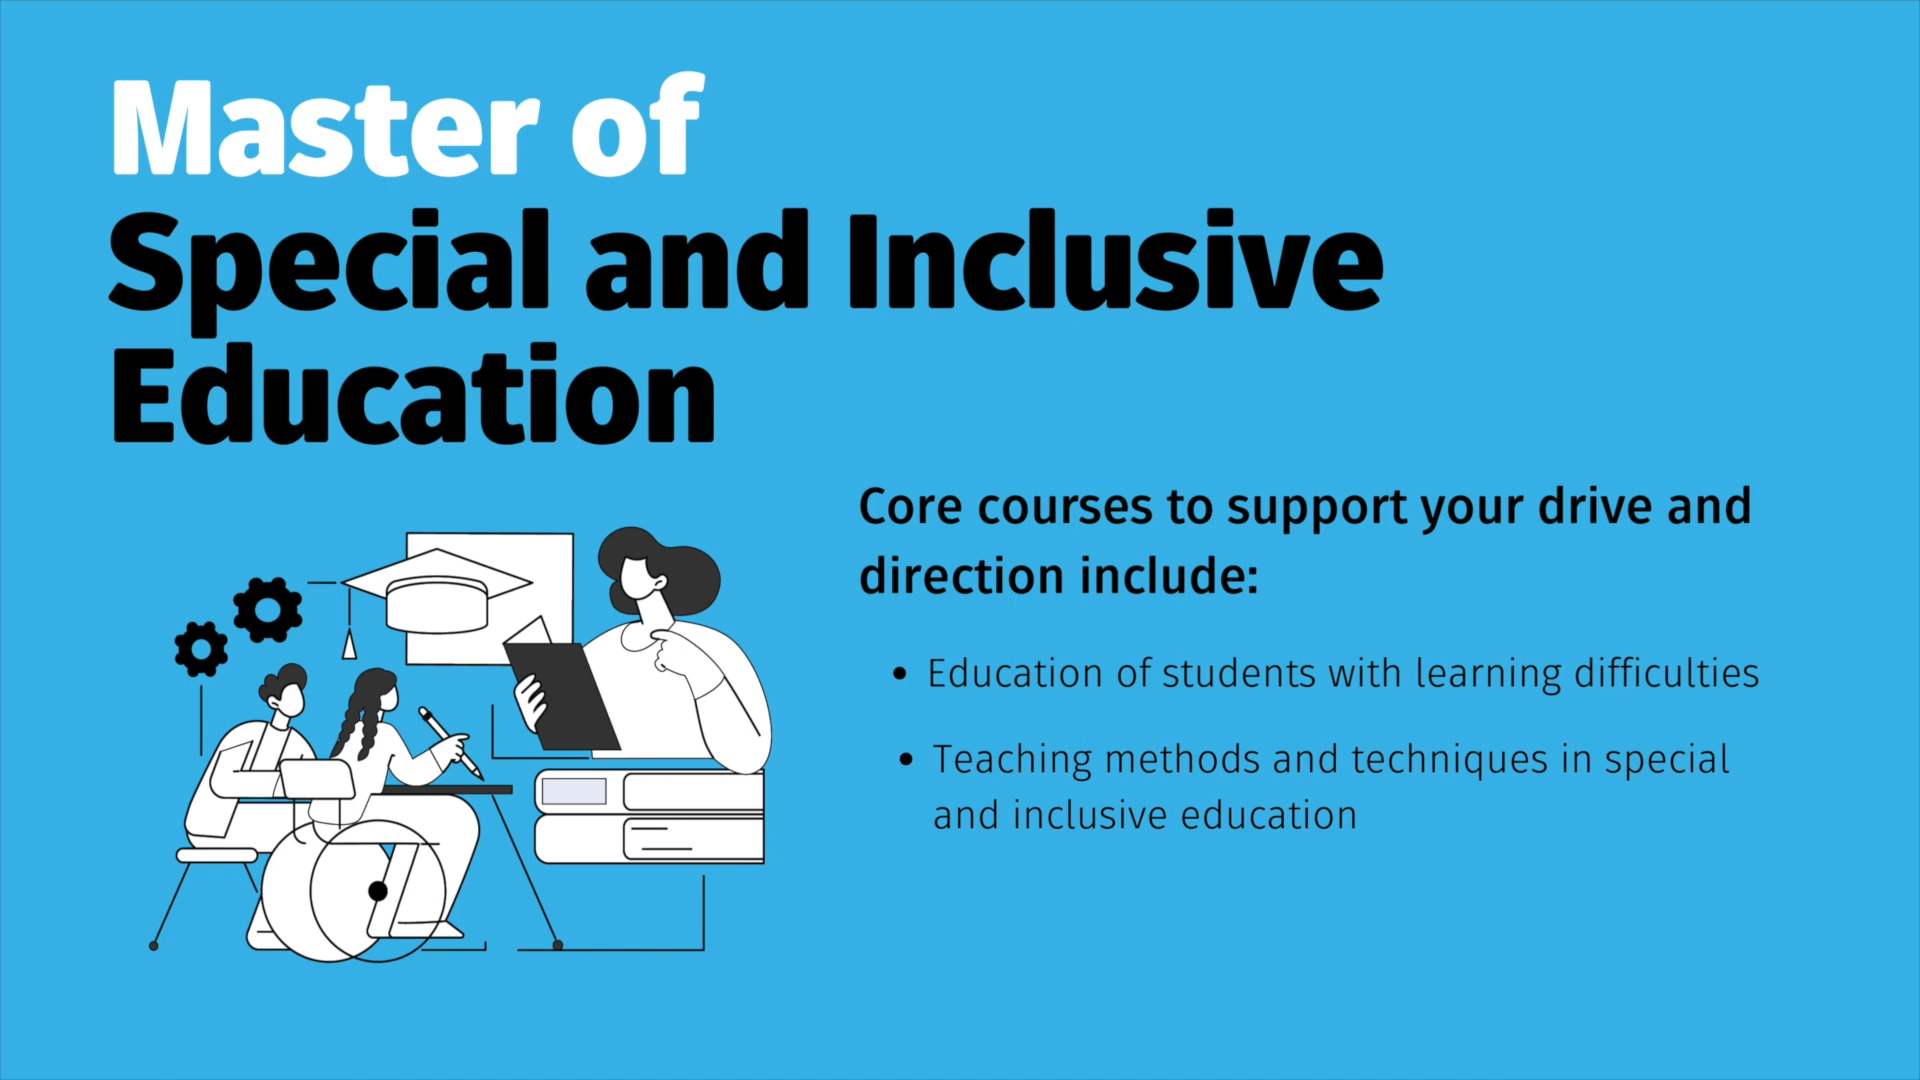 Master of
Special and Inclusive
Education
Core courses to support your drive and
direction include:
• Education of students with learning difficulties
• Teaching methods and techniques in special
and inclusive education